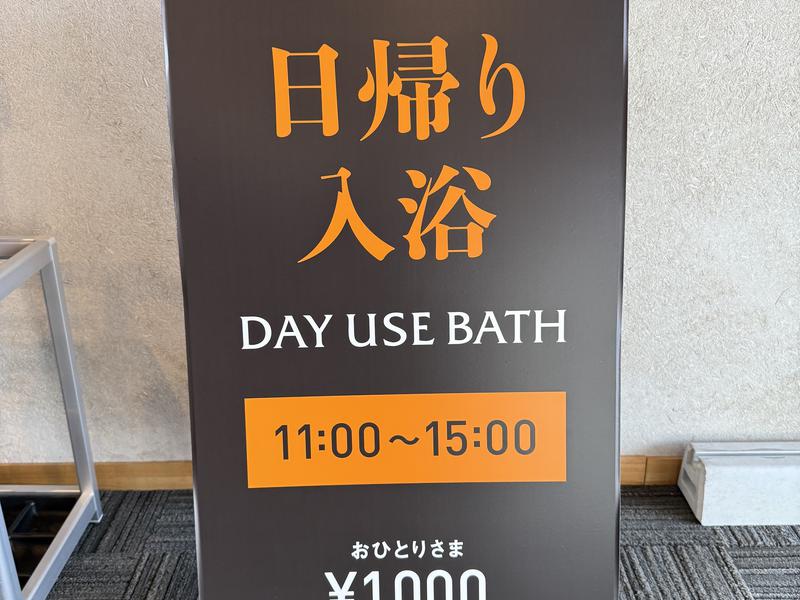 日帰り
入浴
DAY USE BATH
11:00～15:00
おひとりさま
¥1000